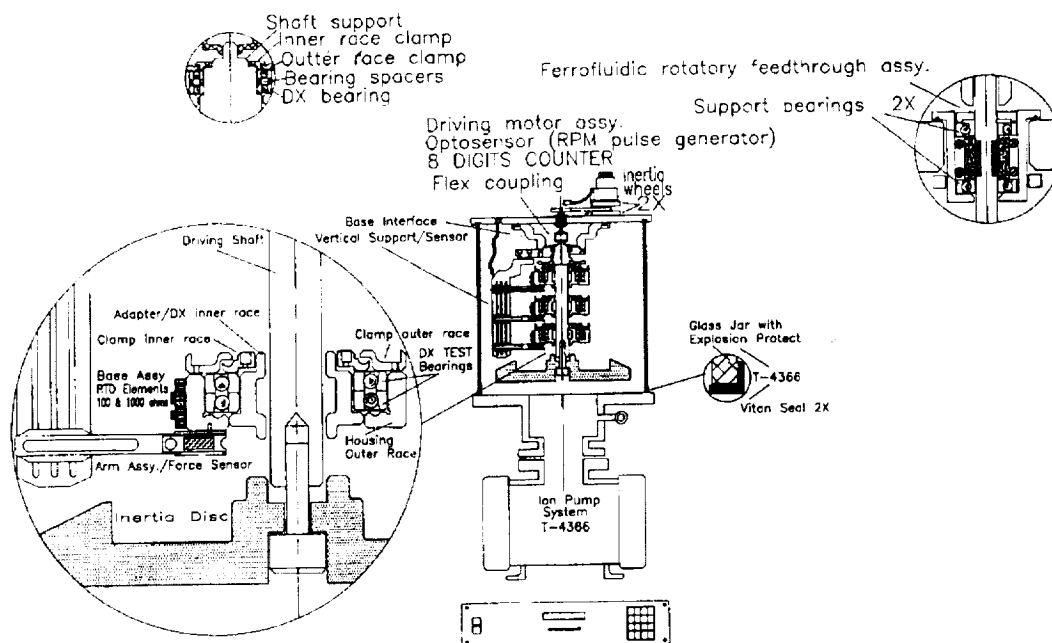 Shaft support
Inner race clamp
Outter race clamp
Bearing spacers
DX bearing
Ferrofluidic rotatory feedthrough assy.
Support bearings 2X
Driving motor assy.
Optosensor (RPM pulse generator)
8 DIGITS COUNTER
Flex coupling
Inertia
wheels
2X
Base Interface
Vertical Support/Sensor
Driving Shaft
Adapter/DX inner race
Clamp inner race
Clamp outer race
DX TEST
Bearings
Base Assy
RTD Elements
100 & 1000 ohms
Housing
Outer Race
Arm Assy./Force Sensor
Inertia Disc
Glass Jar with
Explosion Protect
T-4366
Vitan Seal 2X
Ion Pump
System
T-4366